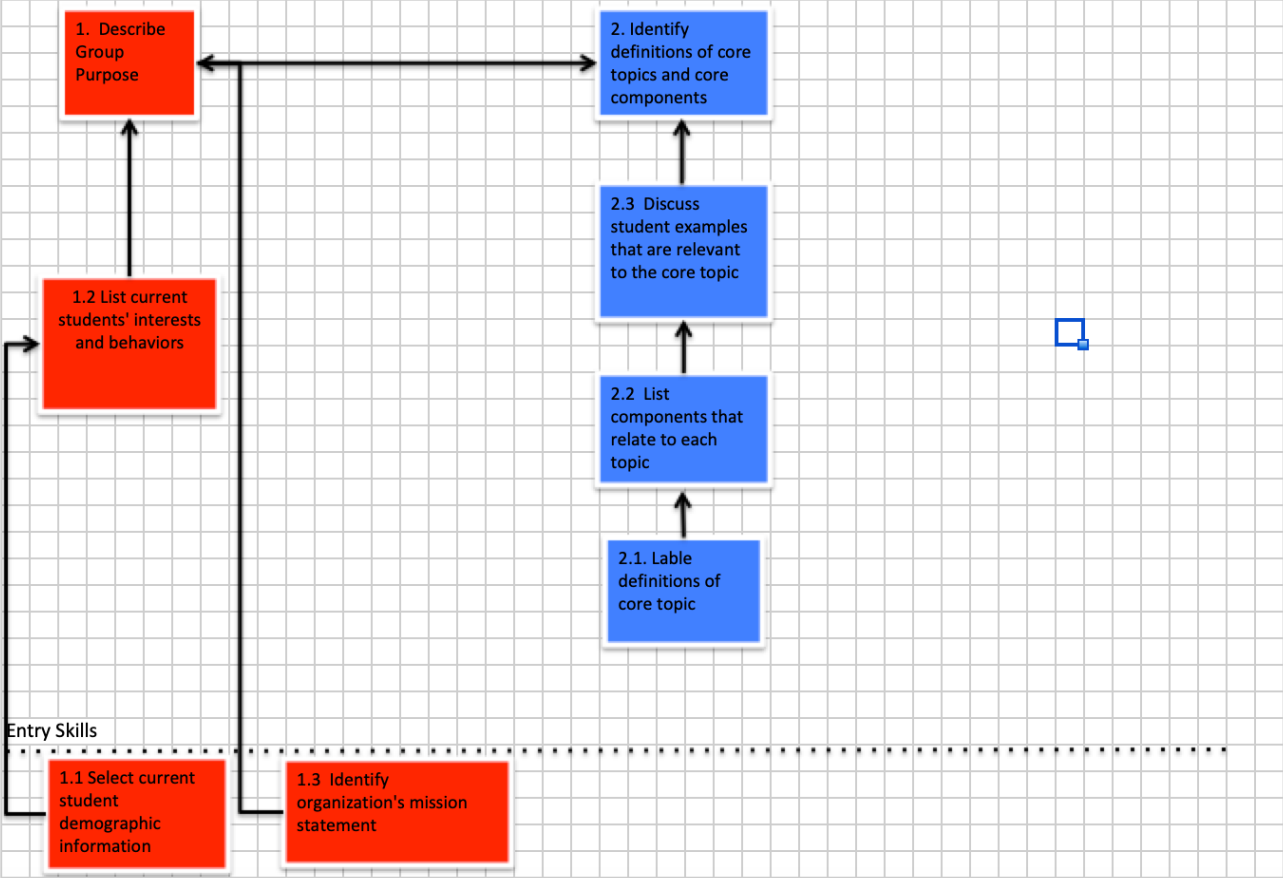 1.  Describe
Group
Purpose
2. Identify
definitions of core
topics and core
components
2.3  Discuss
student examples
that are relevant
to the core topic
1.2 List current
students' interests
and behaviors
2.2  List
components that
relate to each
topic
2.1. Lable
definitions of
core topic
Entry Skills
1.1 Select current
student
demographic
information
1.3  Identify
organization's mission
statement